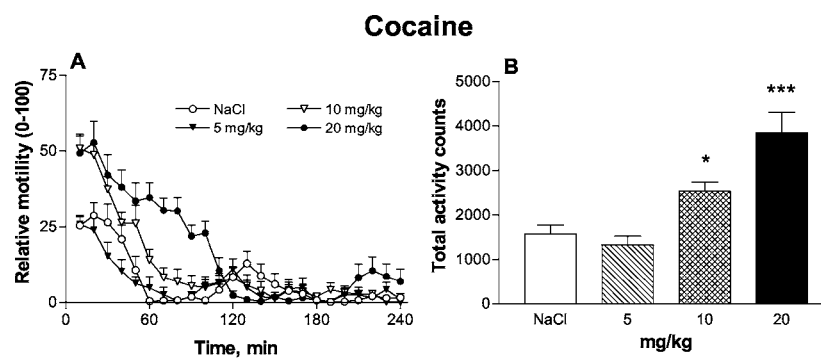 Cocaine
A
Relative motility (0-100)
75
50
25
0
NaCl
5 mg/kg
10 mg/kg
20 mg/kg
0 60 120 180 240
Time, min
B
Total activity counts
5000
4000
3000
2000
1000
0
*
***
NaCl 5 10 20
mg/kg